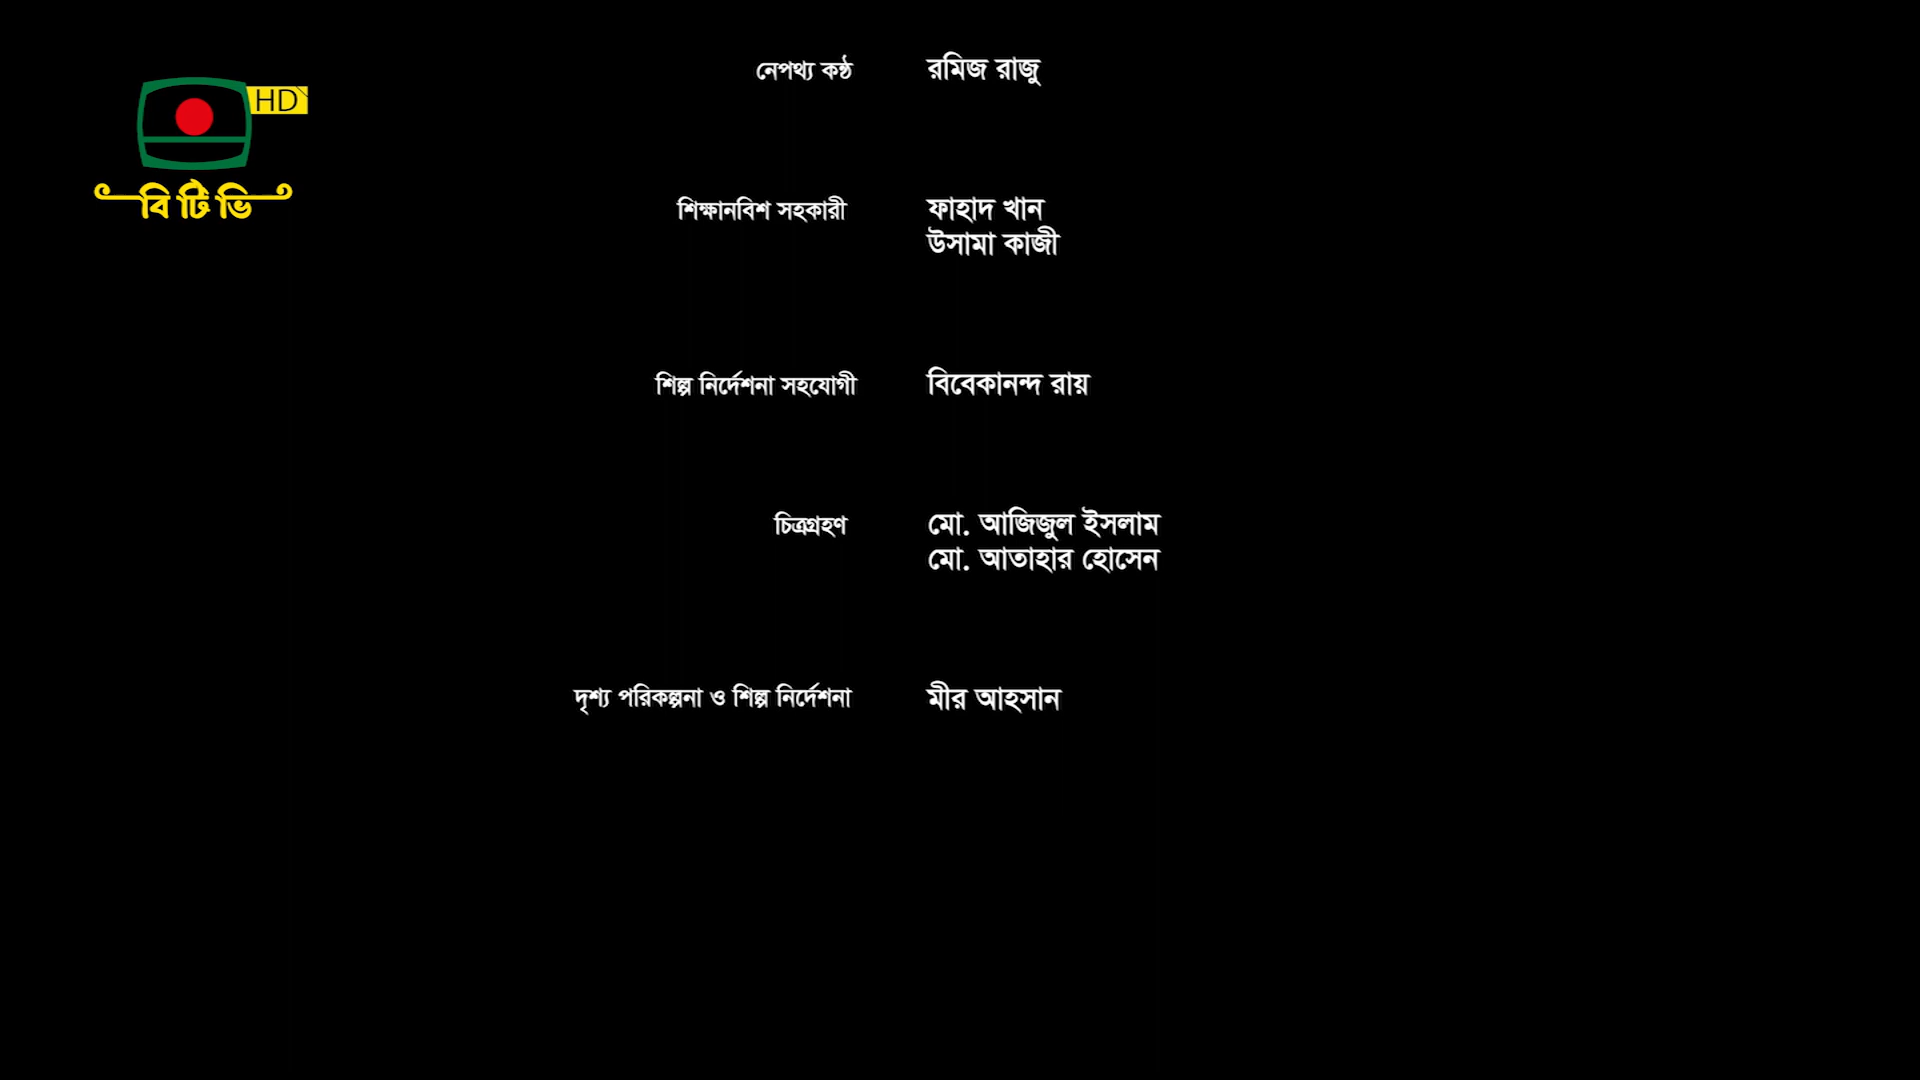 HD
বিটিভি
নেপথ্য কন্ঠ রমিজ রাজু
শিক্ষানবিশ সহকারী ফাহাদ খান
উসামা কাজী
শিল্প নির্দেশনা সহযোগী বিবেকানন্দ রায়
চিত্রগ্রহণ মো. আজিজুল ইসলাম
মো. আতাহার হোসেন
দৃশ্য পরিকল্পনা ও শিল্প নির্দেশনা মীর আহসান